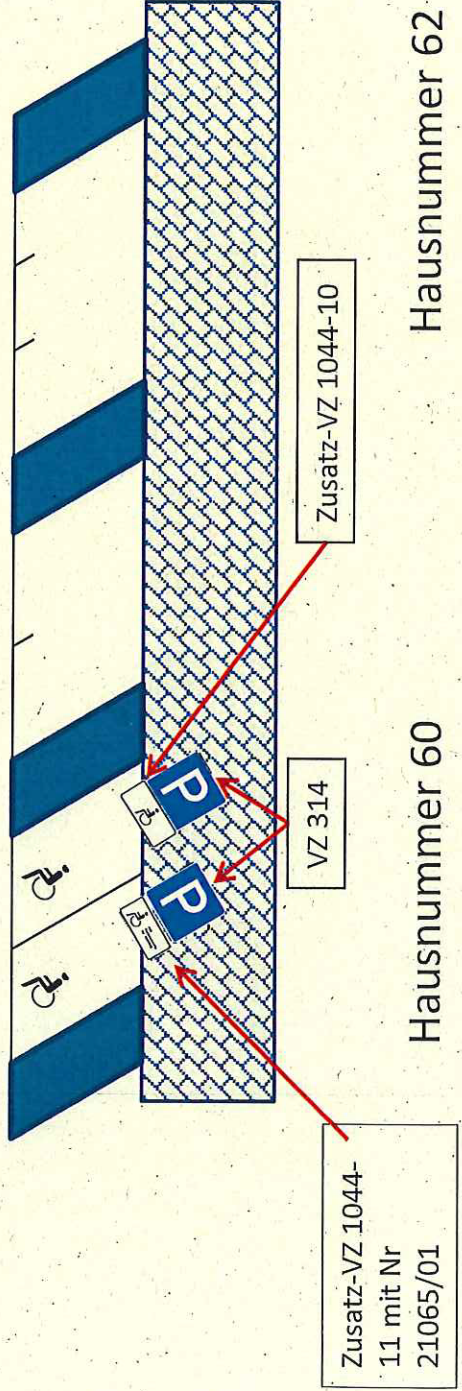 Zusatz-VZ 1044-
11 mit Nr
21065/01
P
P
VZ 314
Zusatz-VZ 1044-10
Hausnummer 60
Hausnummer 62